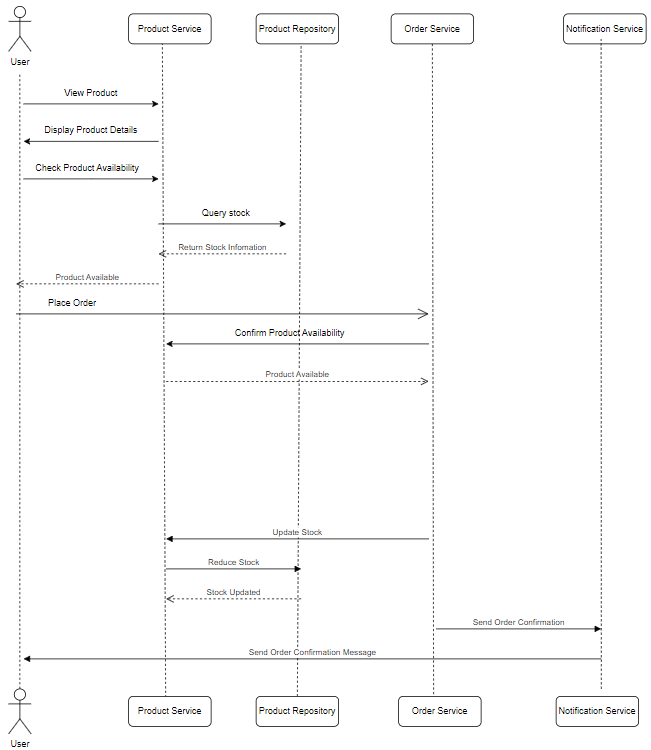 Product Service
Product Repository
Order Service
Notification Service
User
View Product
Display Product Details
Check Product Availability
Query stock
Return Stock Infomation
Product Available
Place Order
Confirm Product Availability
Product Available
Update Stock
Reduce Stock
Stock Updated
Send Order Confirmation
Send Order Confirmation Message
Product Service
Product Repository
Order Service
Notification Service
User